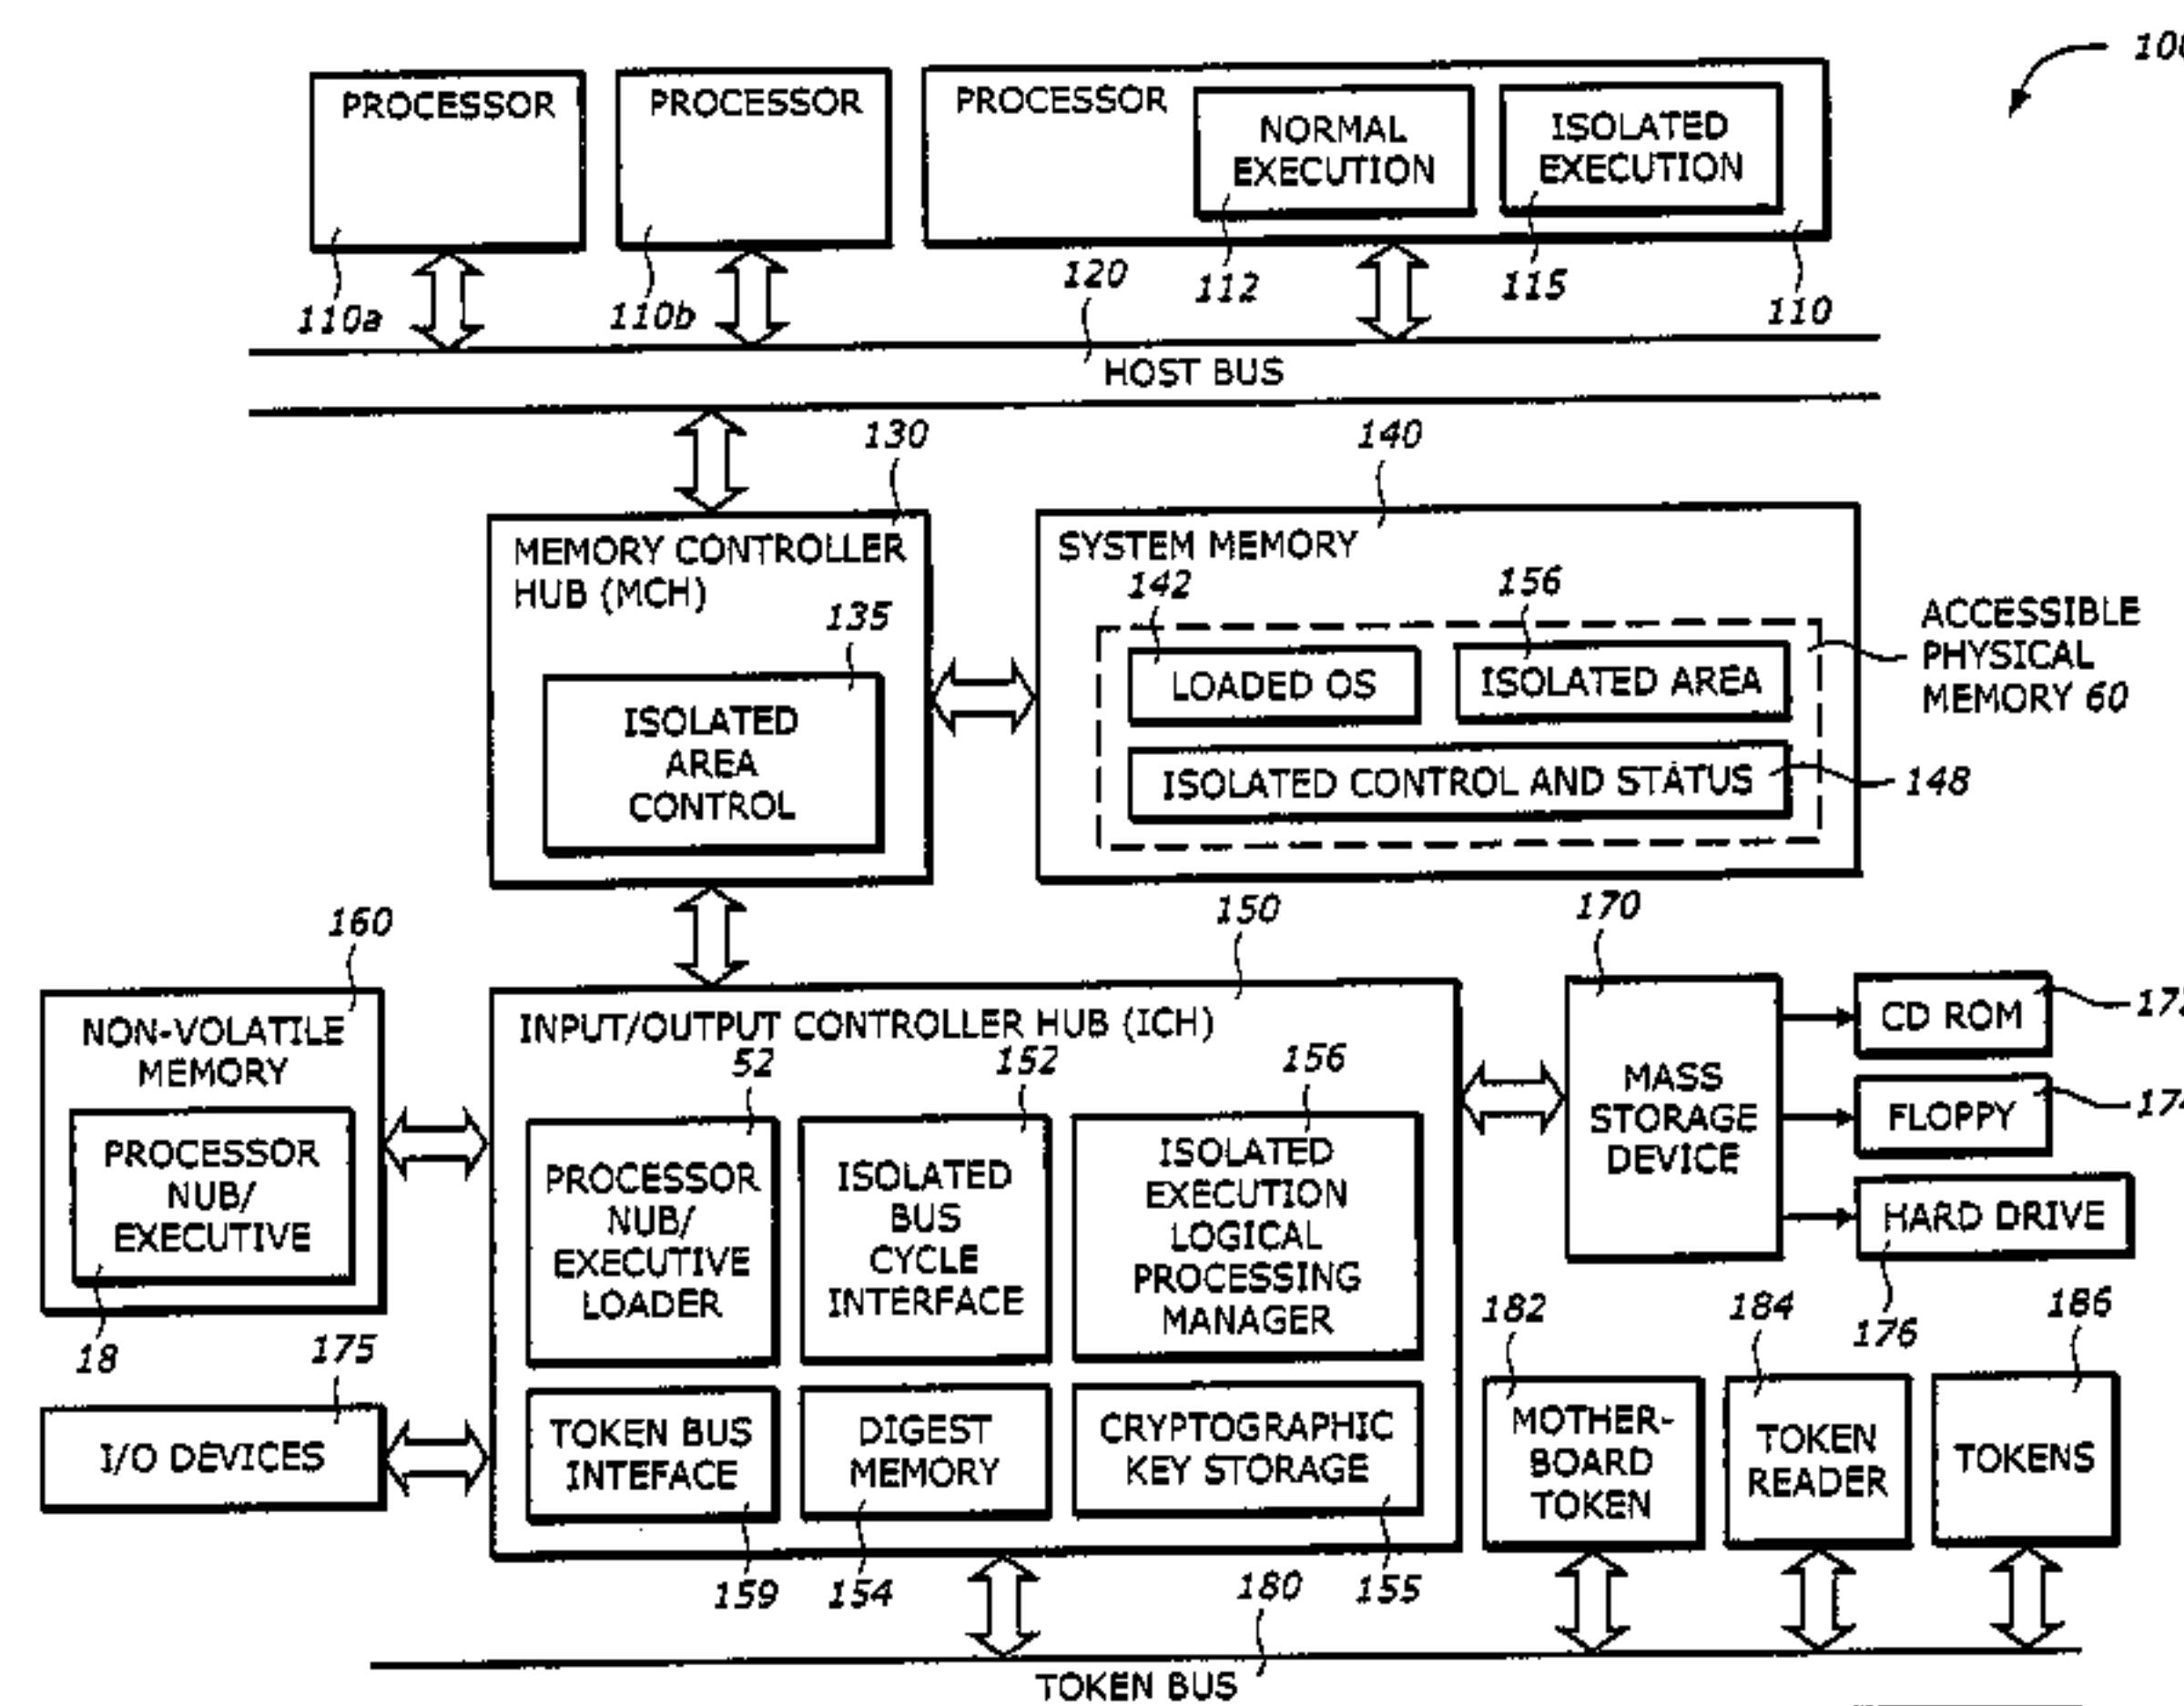 100
PROCESSOR
PROCESSOR
PROCESSOR
NORMAL
EXECUTION
ISOLATED
EXECUTION
110a
110b
120
112
115
110
HOST BUS
130
140
MEMORY CONTROLLER
HUB (MCH)
135
ISOLATED
AREA
CONTROL
SYSTEM MEMORY
142
156
LOADED OS
ISOLATED AREA
ISOLATED CONTROL AND STATUS
148
ACCESSIBLE
PHYSICAL
MEMORY 60
160
150
170
NON-VOLATILE
MEMORY
PROCESSOR
NUB/
EXECUTIVE
18
175
I/O DEVICES
INPUT/OUTPUT CONTROLLER HUB (ICH)
52
152
156
PROCESSOR
NUB/
EXECUTIVE
LOADER
ISOLATED
BUS
CYCLE
INTERFACE
ISOLATED
EXECUTION
LOGICAL
PROCESSING
MANAGER
TOKEN BUS
INTEFACE
DIGEST
MEMORY
CRYPTOGRAPHIC
KEY STORAGE
159
154
155
MASS
STORAGE
DEVICE
CD ROM
FLOPPY
HARD DRIVE
176
182
184
186
MOTHER-
BOARD
TOKEN
TOKEN
READER
TOKENS
180
TOKEN BUS